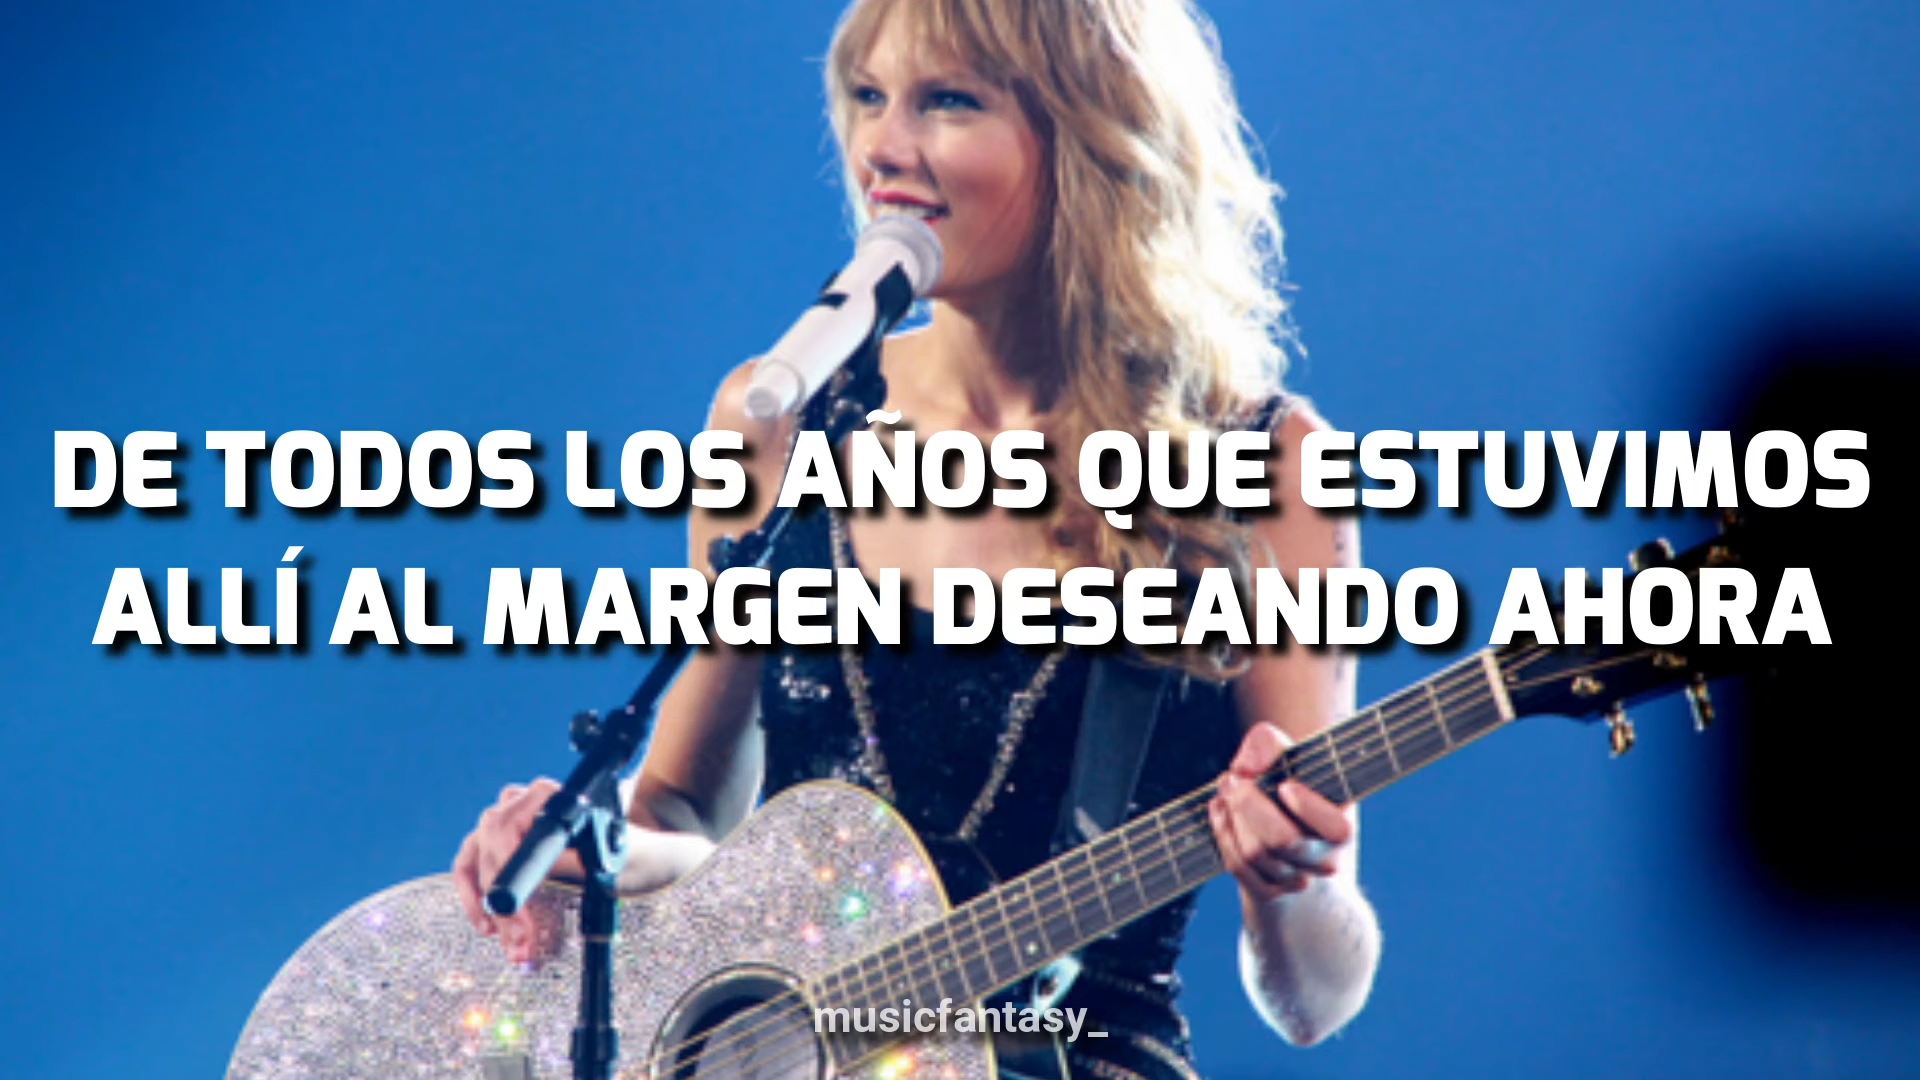 DE TODOS LOS AÑOS QUE ESTUVIMOS
ALLÍ AL MARGEN DESEANDO AHORA
musicfantasy_